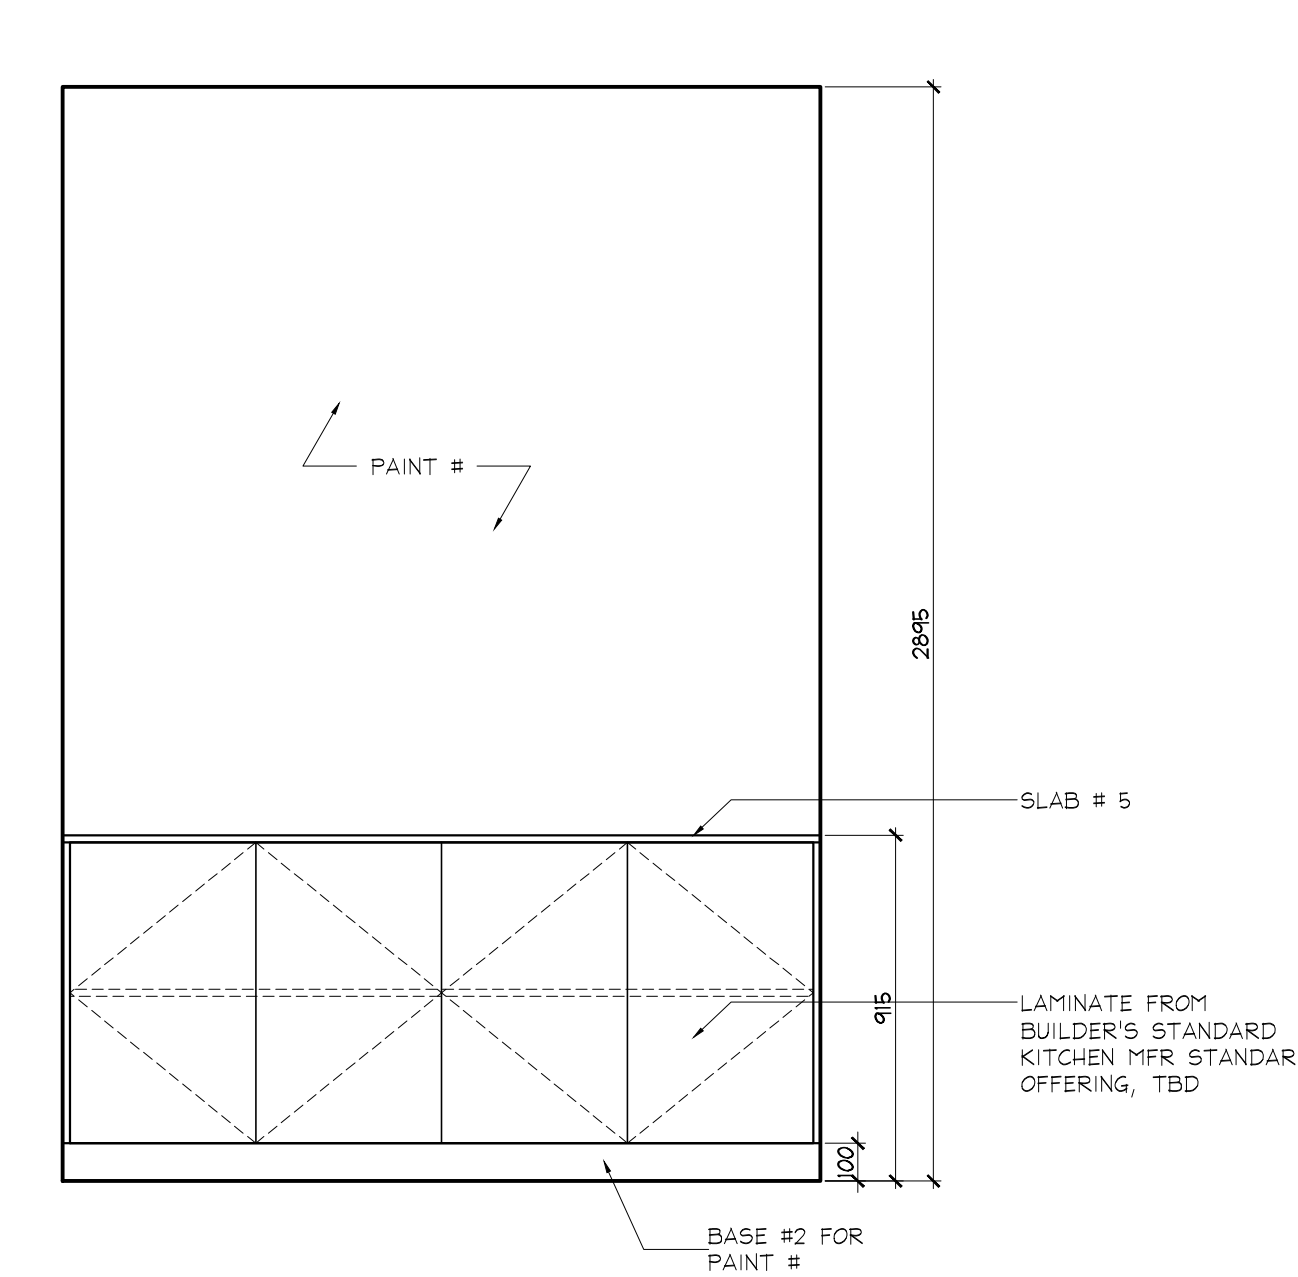 PAINT #
2895
SLAB # 5
915
LAMINATE FROM
BUILDER'S STANDARD
KITCHEN MFR STANDAR
OFFERING, TBD
100
BASE #2 FOR
PAINT #